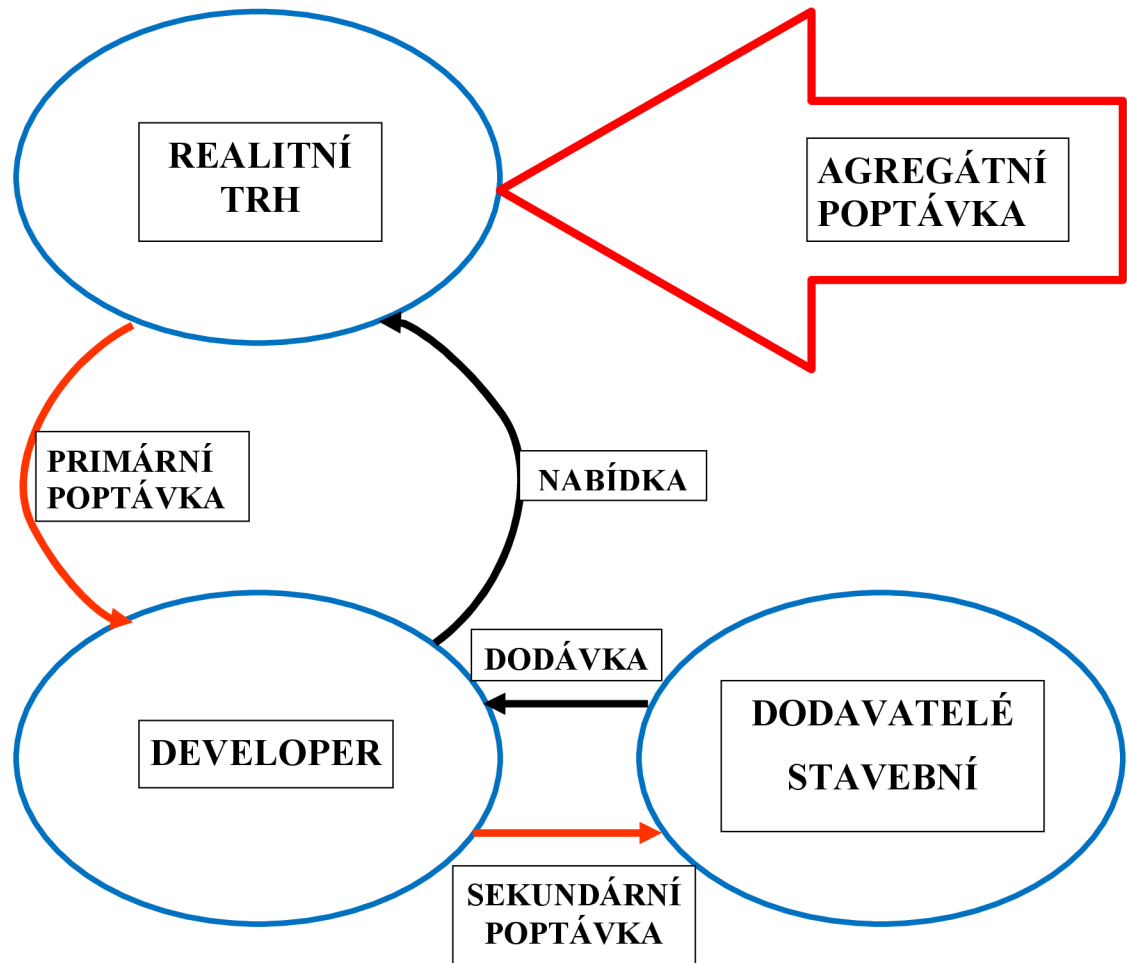 REALITNÍ
TRH
AGREGÁTNÍ
POPTÁVKA
PRIMÁRNÍ
POPTÁVKA
NABÍDKA
DODÁVKA
DEVELOPER
DODAVATELÉ
STAVEBNÍ
SEKUNDÁRNÍ
POPTÁVKA